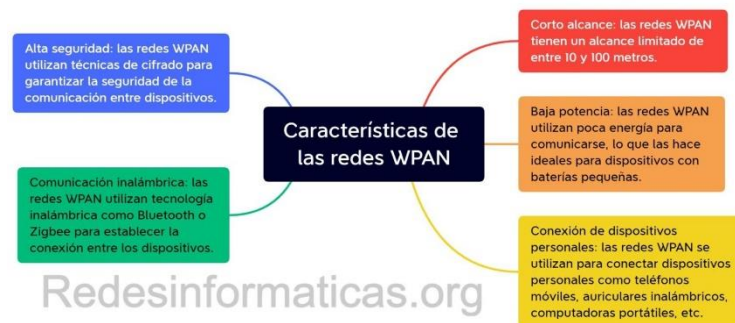 Alta seguridad: las redes WPAN
utilizan técnicas de cifrado para
garantizar la seguridad de la
comunicación entre dispositivos.
Comunicación inalámbrica: las
redes WPAN utilizan tecnología
inalámbrica como Bluetooth o
Zigbee para establecer la
conexión entre los dispositivos.
Características de
las redes WPAN
Corto alcance: las redes WPAN
tienen un alcance limitado de
entre 10 y 100 metros.
Baja potencia: las redes WPAN
utilizan poca energía para
comunicarse, lo que las hace
ideales para dispositivos con
baterías pequeñas.
Conexión de dispositivos
personales: las redes WPAN se
utilizan para conectar dispositivos
personales como teléfonos
móviles, auriculares inalámbricos,
computadoras portátiles, etc.
Redesinformaticas.org